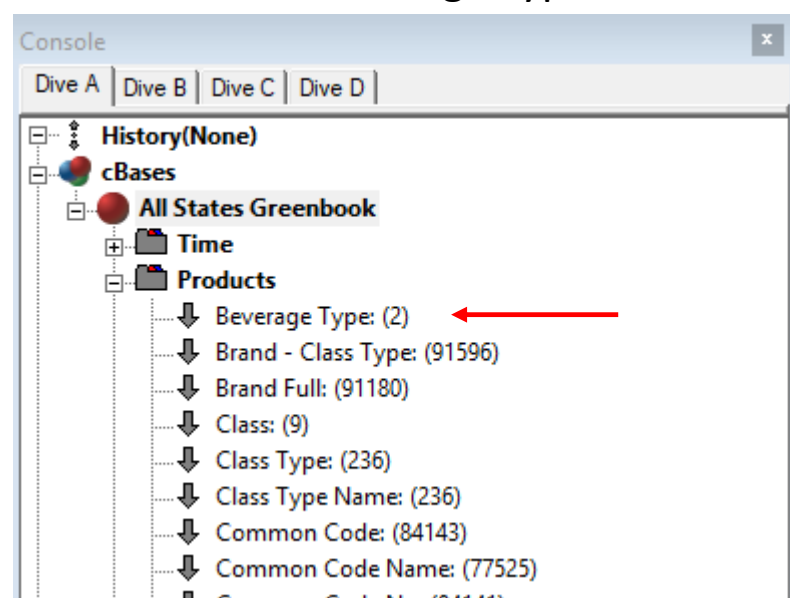 Console
x
Dive A Dive B Dive C Dive D
History(None)
cBases
All States Greenbook
Time
Products
Beverage Type: (2)
Brand - Class Type: (91596)
Brand Full: (91180)
Class: (9)
Class Type: (236)
Class Type Name: (236)
Common Code: (84143)
Common Code Name: (77525)